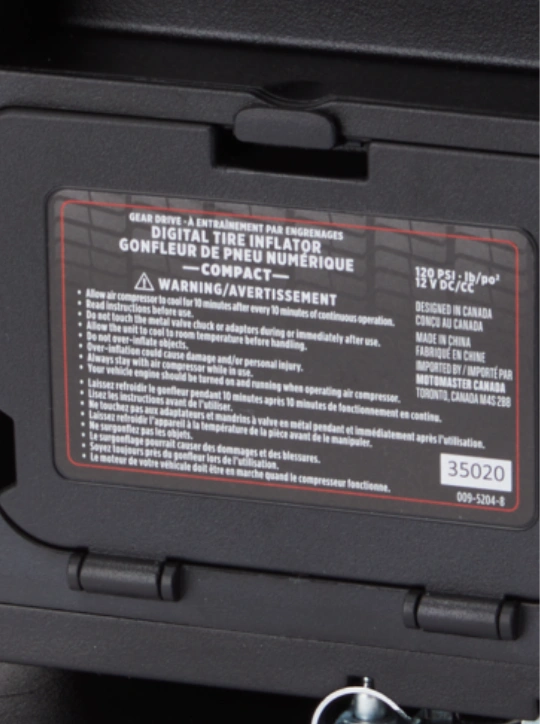 GEAR DRIVE - À ENTRAÎNEMENT PAR ENGRENAGES
DIGITAL TIRE INFLATOR
GONFLEUR DE PNEU NUMÉRIQUE
—COMPACT—
WARNING/AVERTISSEMENT
• Allow air compressor to cool for 10 minutes after every 10 minutes of continuous operation.
• Read instructions before use.
• Do not touch the metal valve chuck or adaptors during or immediately after use.
• Allow the unit to cool to room temperature before handling.
• Do not over-inflate objects.
• Over-inflation could cause damage and/or personal injury.
• Always stay with air compressor while in use.
• Your vehicle engine should be turned on and running when operating air compressor.
• Laissez refroidir le gonfleur pendant 10 minutes après 10 minutes de fonctionnement en continu.
• Lisez les instructions avant de l'utiliser.
• Ne touchez pas aux adaptateurs et mandrins à valve en métal pendant et immédiatement après l'utilisation.
• Laissez refroidir l'appareil à la température de la pièce avant de le manipuler.
• Ne surgonflez pas les objets.
• Le surgonflage pourrait causer des dommages et des blessures.
• Soyez toujours près du gonfleur lors de l'utilisation.
• Le moteur de votre véhicule doit être en marche quand le compresseur fonctionne.
120 PSI · lb/po²
12 V DC/CC
DESIGNED IN CANADA
CONÇU AU CANADA
MADE IN CHINA
FABRIQUÉ EN CHINE
IMPORTED BY / IMPORTÉ PAR
MOTOMASTER CANADA
TORONTO, CANADA M4S 2B8
35020
009-5204-8